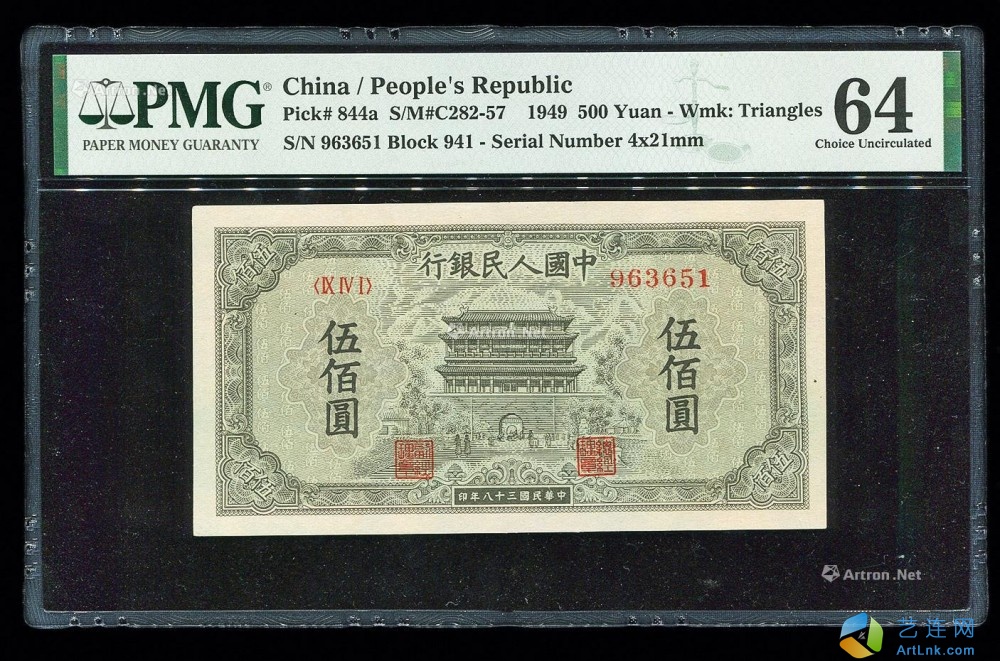 PMG®
PAPER MONEY GUARANTY
China / People's Republic
Pick# 844a S/M#C282-57 1949 500 Yuan - Wmk: Triangles
S/N 963651 Block 941 - Serial Number 4x21mm
64
Choice Uncirculated
行銀民人國中
〈IX IV I〉
963651
伍佰
伍佰
伍佰圓
伍佰圓
Artron.Net
伍佰
伍佰
印年八十三國民華中
Artron.Net
艺连网
ArtLnk.com